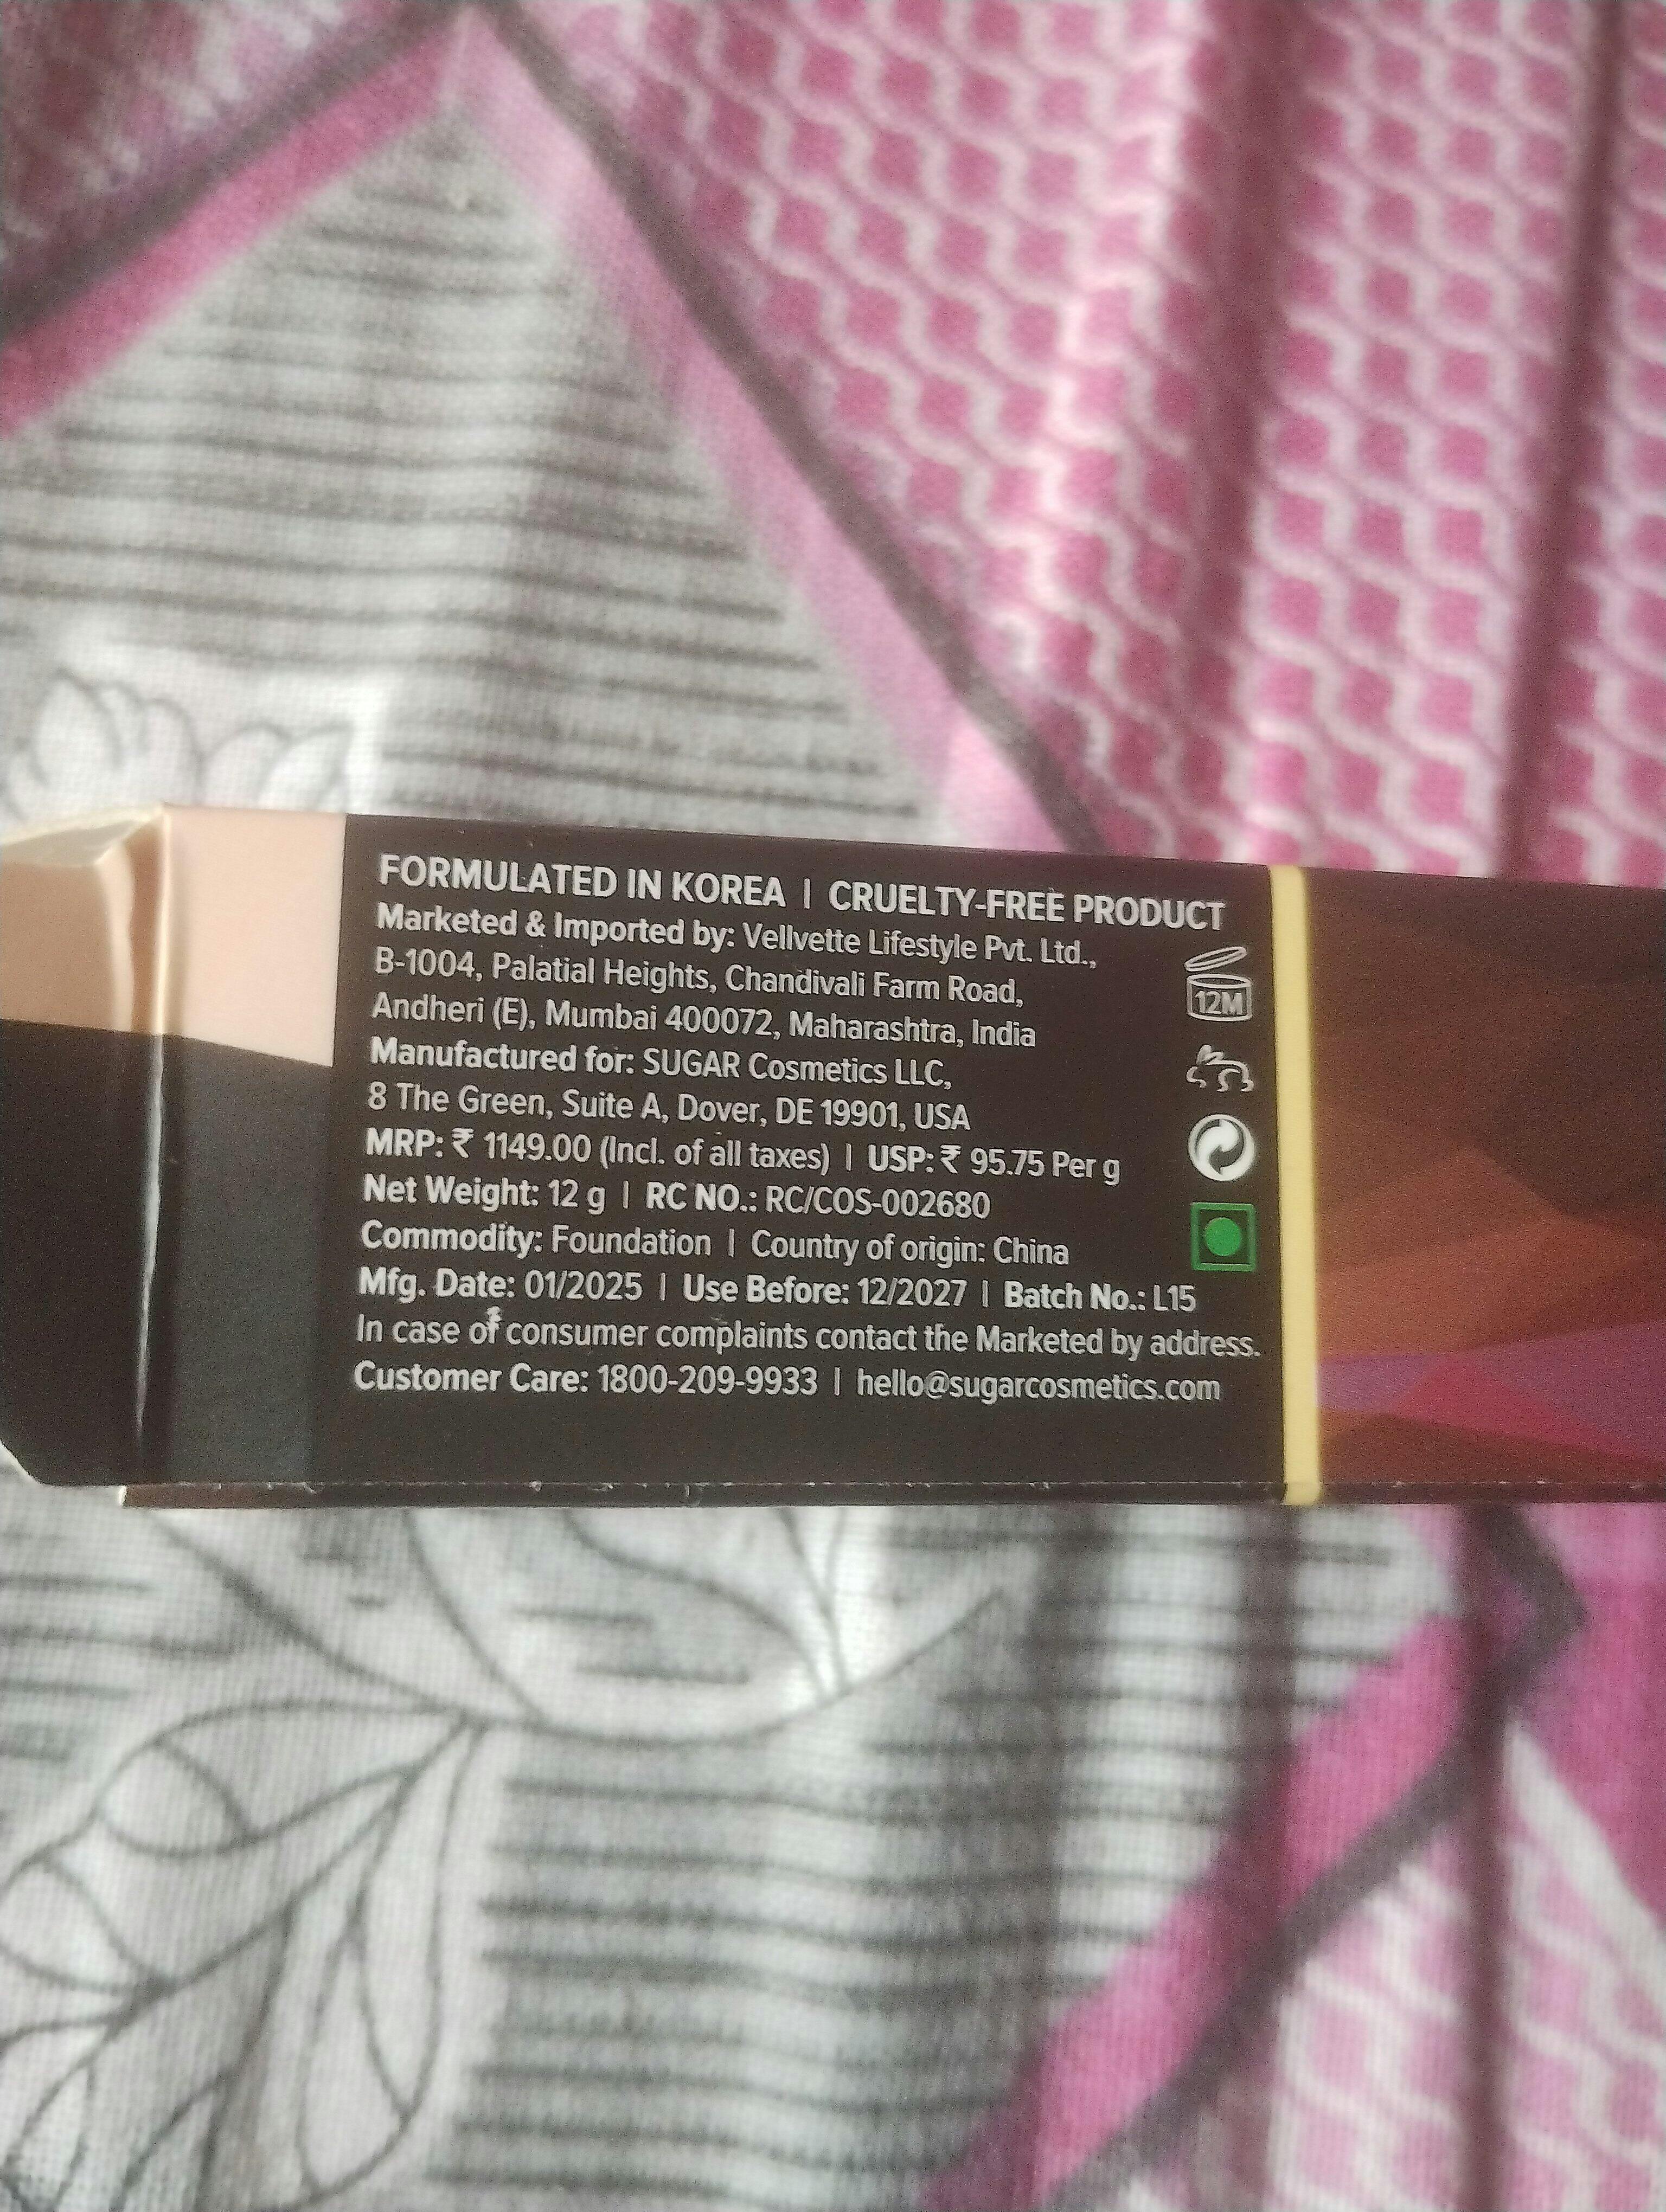 FORMULATED IN KOREA | CRUELTY-FREE PRODUCT
Marketed & Imported by: Vellvette Lifestyle Pvt. Ltd.,
B-1004, Palatial Heights, Chandivali Farm Road,
Andheri (E), Mumbai 400072, Maharashtra, India
Manufactured for: SUGAR Cosmetics LLC,
8 The Green, Suite A, Dover, DE 19901, USA
MRP: ₹ 1149.00 (Incl. of all taxes) | USP: ₹ 95.75 Per g
Net Weight: 12 g | RC NO.: RC/COS-002680
Commodity: Foundation | Country of origin: China
Mfg. Date: 01/2025 | Use Before: 12/2027 | Batch No.: L15
In case of consumer complaints contact the Marketed by address.
Customer Care: 1800-209-9933 | hello@sugarcosmetics.com
12M